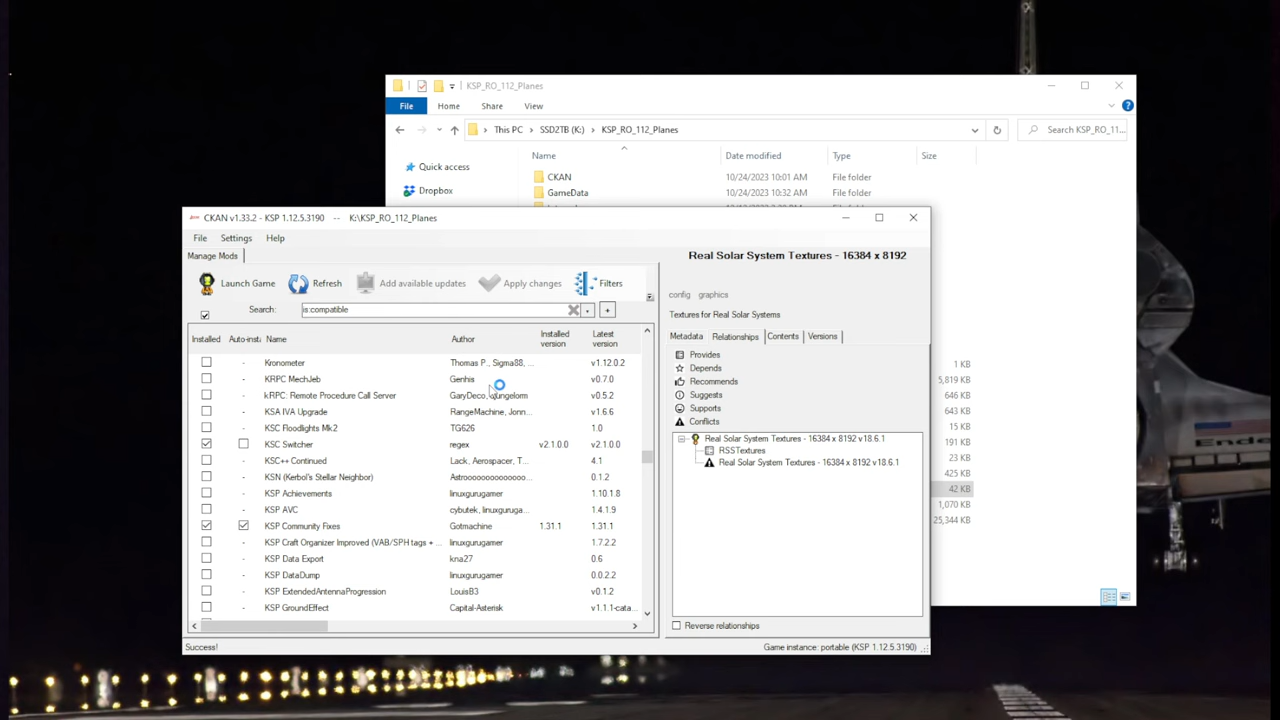 KSP_RO_112_Planes
File Home Share View
This PC > SSD2TB (K:) > KSP_RO_112_Planes
Search KSP_RO_11...
Name Date modified Type Size
Quick access
Dropbox
CKAN 10/24/2023 10:01 AM File folder
GameData 10/24/2023 10:32 AM File folder
CKAN v1.33.2 - KSP 1.12.5.3190 -- K:\KSP_RO_112_Planes
File Settings Help
Manage Mods
Launch Game Refresh Add available updates Apply changes Filters
Search: is:compatible
Installed Auto-insta Name Author Installed version Latest version
Kronometer Thomas P., Sigma88, ... v1.12.0.2
KRPC MechJeb Genhis v0.7.0
kRPC: Remote Procedure Call Server GaryDeco, v0.5.2
KSA IVA Upgrade RangeMachine, Jonn... v1.6.6
KSC Floodlights Mk2 TG626 1.0
KSC Switcher regex v2.1.0.0 v2.1.0.0
KSC++ Continued Lack, Aerospacer, T... 4.1
KSN (Kerbol's Stellar Neighbor) Astroooooooooooooo... 0.1.2
KSP Achievements linuxgurugamer 1.10.1.8
KSP AVC cybutek, linuxguruga... 1.4.1.9
KSP Community Fixes Gotmachine 1.31.1 1.31.1
KSP Craft Organizer Improved (VAB/SPH tags + ... linuxgurugamer 1.7.2.2
KSP Data Export kna27 0.6
KSP DataDump linuxgurugamer 0.0.2.2
KSP ExtendedAntennaProgression LouisB3 v0.1.2
KSP GroundEffect Capital-Asterisk v1.1.1-cata...
Success!
Real Solar System Textures - 16384 x 8192
config graphics
Textures for Real Solar Systems
Metadata Relationships Contents Versions
Provides
Depends
Recommends
Suggests
Supports
Conflicts
Real Solar System Textures - 16384 x 8192 v18.6.1
RSSTextures
Real Solar System Textures - 16384 x 8192 v18.6.1
Reverse relationships
Game instance: portable (KSP 1.12.5.3190)
1 KB
5,819 KB
646 KB
643 KB
15 KB
191 KB
23 KB
425 KB
42 KB
1,070 KB
25,344 KB